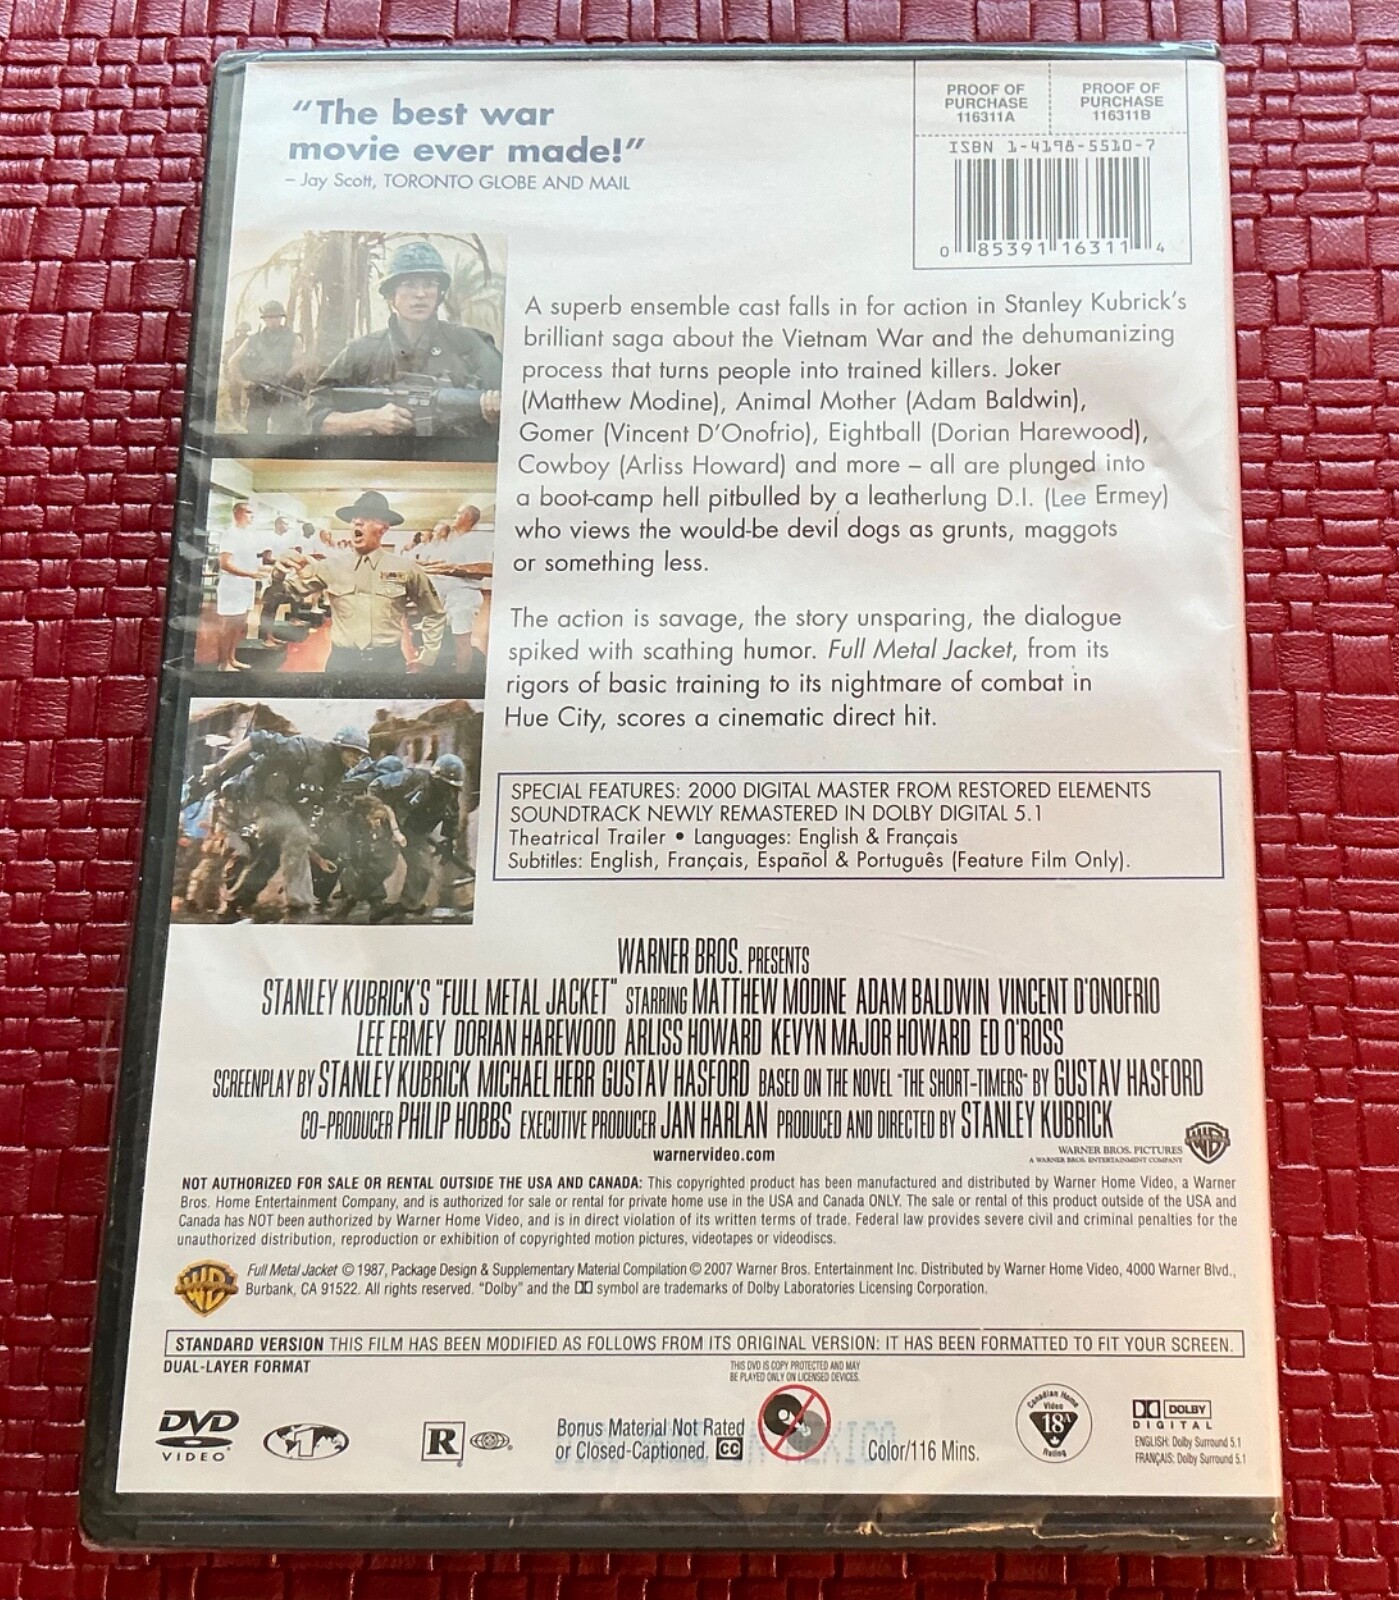 “The best war
movie ever made!”
– Jay Scott, TORONTO GLOBE AND MAIL
PROOF OF
PURCHASE
116311A
PROOF OF
PURCHASE
116311B
ISBN 1-4198-5510-7
0 85391 16311 4
A superb ensemble cast falls in for action in Stanley Kubrick’s
brilliant saga about the Vietnam War and the dehumanizing
process that turns people into trained killers. Joker
(Matthew Modine), Animal Mother (Adam Baldwin),
Gomer (Vincent D’Onofrio), Eightball (Dorian Harewood),
Cowboy (Arliss Howard) and more – all are plunged into
a boot-camp hell pitbulled by a leatherlung D.I. (Lee Ermey)
who views the would-be devil dogs as grunts, maggots
or something less.
The action is savage, the story unsparing, the dialogue
spiked with scathing humor. Full Metal Jacket, from its
rigors of basic training to its nightmare of combat in
Hue City, scores a cinematic direct hit.
SPECIAL FEATURES: 2000 DIGITAL MASTER FROM RESTORED ELEMENTS
SOUNDTRACK NEWLY REMASTERED IN DOLBY DIGITAL 5.1
Theatrical Trailer • Languages: English & Français
Subtitles: English, Français, Español & Português (Feature Film Only).
WARNER BROS. PRESENTS
STANLEY KUBRICK'S "FULL METAL JACKET" STARRING MATTHEW MODINE ADAM BALDWIN VINCENT D'ONOFRIO
LEE ERMEY DORIAN HAREWOOD ARLISS HOWARD KEVYN MAJOR HOWARD ED O'ROSS
SCREENPLAY BY STANLEY KUBRICK MICHAEL HERR GUSTAV HASFORD BASED ON THE NOVEL "THE SHORT-TIMERS" BY GUSTAV HASFORD
CO-PRODUCER PHILIP HOBBS EXECUTIVE PRODUCER JAN HARLAN PRODUCED AND DIRECTED BY STANLEY KUBRICK
warnervideo.com
WARNER BROS. PICTURES
A WARNER BROS. ENTERTAINMENT COMPANY
NOT AUTHORIZED FOR SALE OR RENTAL OUTSIDE THE USA AND CANADA: This copyrighted product has been manufactured and distributed by Warner Home Video, a Warner
Bros. Home Entertainment Company, and is authorized for sale or rental for private home use in the USA and Canada ONLY. The sale or rental of this product outside of the USA and
Canada has NOT been authorized by Warner Home Video, and is in direct violation of its written terms of trade. Federal law provides severe civil and criminal penalties for the
unauthorized distribution, reproduction or exhibition of copyrighted motion pictures, videotapes or videodiscs.
Full Metal Jacket © 1987, Package Design & Supplementary Material Compilation © 2007 Warner Bros. Entertainment Inc. Distributed by Warner Home Video, 4000 Warner Blvd.,
Burbank, CA 91522. All rights reserved. “Dolby” and the DD symbol are trademarks of Dolby Laboratories Licensing Corporation.
STANDARD VERSION THIS FILM HAS BEEN MODIFIED AS FOLLOWS FROM ITS ORIGINAL VERSION: IT HAS BEEN FORMATTED TO FIT YOUR SCREEN.
DUAL-LAYER FORMAT
THIS DVD IS COPY PROTECTED AND MAY
BE PLAYED ONLY ON LICENSED DEVICES.
DVD
VIDEO
1
R
Bonus Material Not Rated
or Closed-Captioned. CC
Color/116 Mins.
Canadian Home
Video
18A
Rating
DOLBY
DIGITAL
ENGLISH: Dolby Surround 5.1
FRANÇAIS: Dolby Surround 5.1